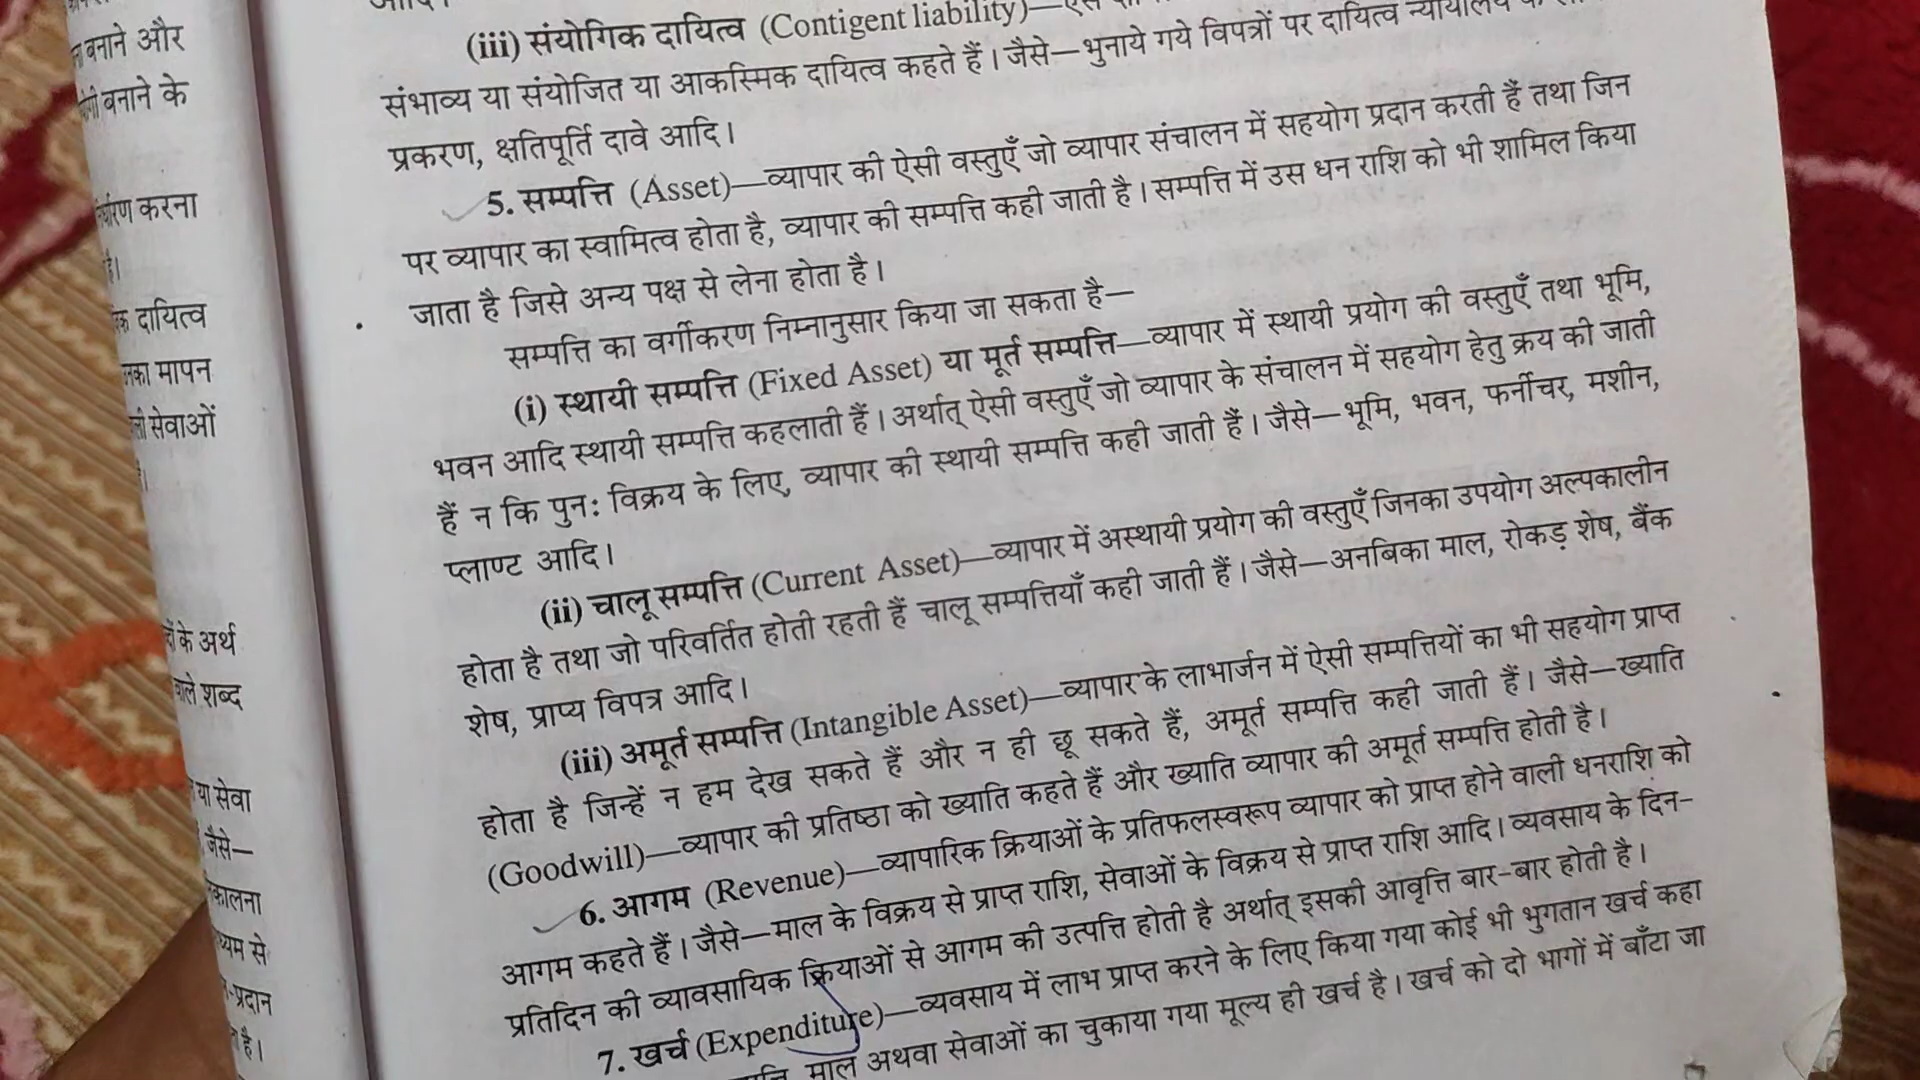 (iii) संयोगिक दायित्व (Contigent liability)—
संभाव्य या संयोजित या आकस्मिक दायित्व कहते हैं। जैसे—भुनाये गये विपत्रों पर दायित्व न्यायालय के
प्रकरण, क्षतिपूर्ति दावे आदि।
5. सम्पत्ति (Asset)—व्यापार की ऐसी वस्तुएँ जो व्यापार संचालन में सहयोग प्रदान करती हैं तथा जिन
पर व्यापार का स्वामित्व होता है, व्यापार की सम्पत्ति कही जाती है। सम्पत्ति में उस धन राशि को भी शामिल किया
जाता है जिसे अन्य पक्ष से लेना होता है।
सम्पत्ति का वर्गीकरण निम्नानुसार किया जा सकता है—
(i) स्थायी सम्पत्ति (Fixed Asset) या मूर्त सम्पत्ति—व्यापार में स्थायी प्रयोग की वस्तुएँ तथा भूमि,
भवन आदि स्थायी सम्पत्ति कहलाती हैं। अर्थात् ऐसी वस्तुएँ जो व्यापार के संचालन में सहयोग हेतु क्रय की जाती
हैं न कि पुन: विक्रय के लिए, व्यापार की स्थायी सम्पत्ति कही जाती हैं। जैसे—भूमि, भवन, फर्नीचर, मशीन,
प्लाण्ट आदि।
(ii) चालू सम्पत्ति (Current Asset)—व्यापार में अस्थायी प्रयोग की वस्तुएँ जिनका उपयोग अल्पकालीन
होता है तथा जो परिवर्तित होती रहती हैं चालू सम्पत्तियाँ कही जाती हैं। जैसे—अनबिका माल, रोकड़ शेष, बैंक
शेष, प्राप्य विपत्र आदि।
(iii) अमूर्त सम्पत्ति (Intangible Asset)—व्यापार के लाभार्जन में ऐसी सम्पत्तियों का भी सहयोग प्राप्त
होता है जिन्हें न हम देख सकते हैं और न ही छू सकते हैं, अमूर्त सम्पत्ति कही जाती हैं। जैसे—ख्याति
(Goodwill)—व्यापार की प्रतिष्ठा को ख्याति कहते हैं और ख्याति व्यापार की अमूर्त सम्पत्ति होती है।
6. आगम (Revenue)—व्यापारिक क्रियाओं के प्रतिफलस्वरूप व्यापार को प्राप्त होने वाली धनराशि को
आगम कहते हैं। जैसे—माल के विक्रय से प्राप्त राशि, सेवाओं के विक्रय से प्राप्त राशि आदि। व्यवसाय के दिन-
प्रतिदिन की व्यावसायिक क्रियाओं से आगम की उत्पत्ति होती है अर्थात् इसकी आवृत्ति बार-बार होती है।
7. खर्च (Expenditure)—व्यवसाय में लाभ प्राप्त करने के लिए किया गया कोई भी भुगतान खर्च कहा
माल अथवा सेवाओं का चुकाया गया मूल्य ही खर्च है। खर्च को दो भागों में बाँटा जा
बनाने और
बनाने के
करना
है।
दायित्व
मापन
सेवाओं
के अर्थ
शब्द
या सेवा
जैसे—
से
है।